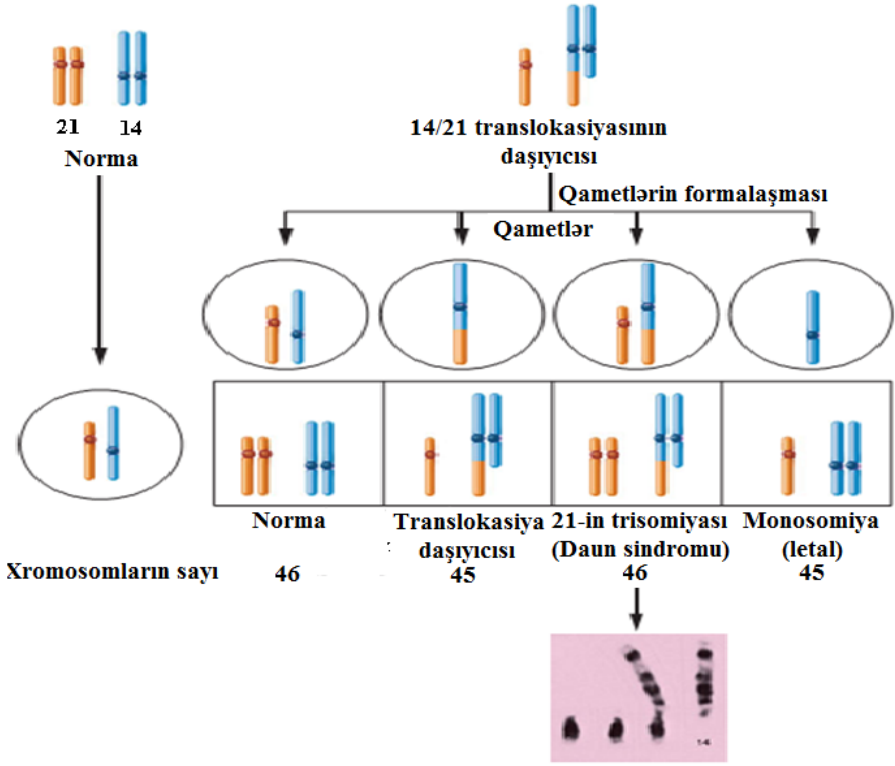 21 14
Norma
14/21 translokasiyasının
daşıyıcısı
Qametlərin formalaşması
Qametlər
Norma
Translokasiya
daşıyıcısı
21-in trisomiyası
(Daun sindromu)
Monosomiya
(letal)
Xromosomların sayı 46 45 46 45